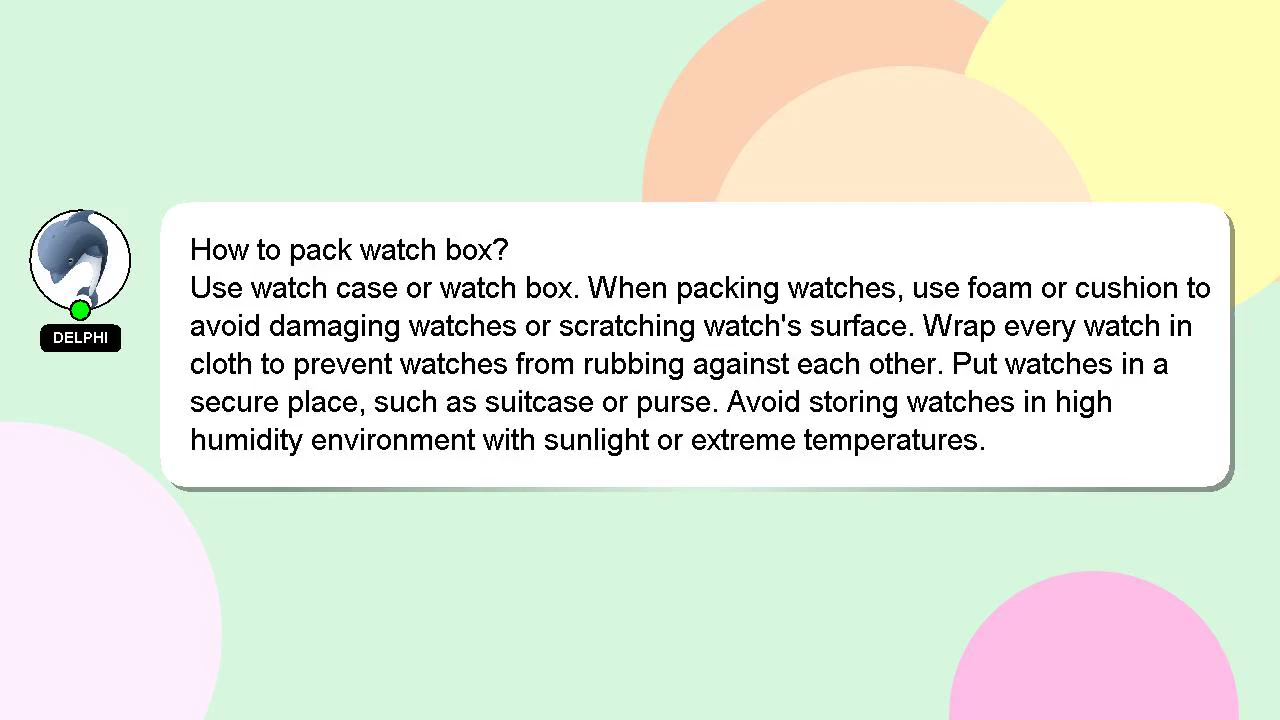 How to pack watch box?
Use watch case or watch box. When packing watches, use foam or cushion to
avoid damaging watches or scratching watch's surface. Wrap every watch in
cloth to prevent watches from rubbing against each other. Put watches in a
secure place, such as suitcase or purse. Avoid storing watches in high
humidity environment with sunlight or extreme temperatures.
DELPHI